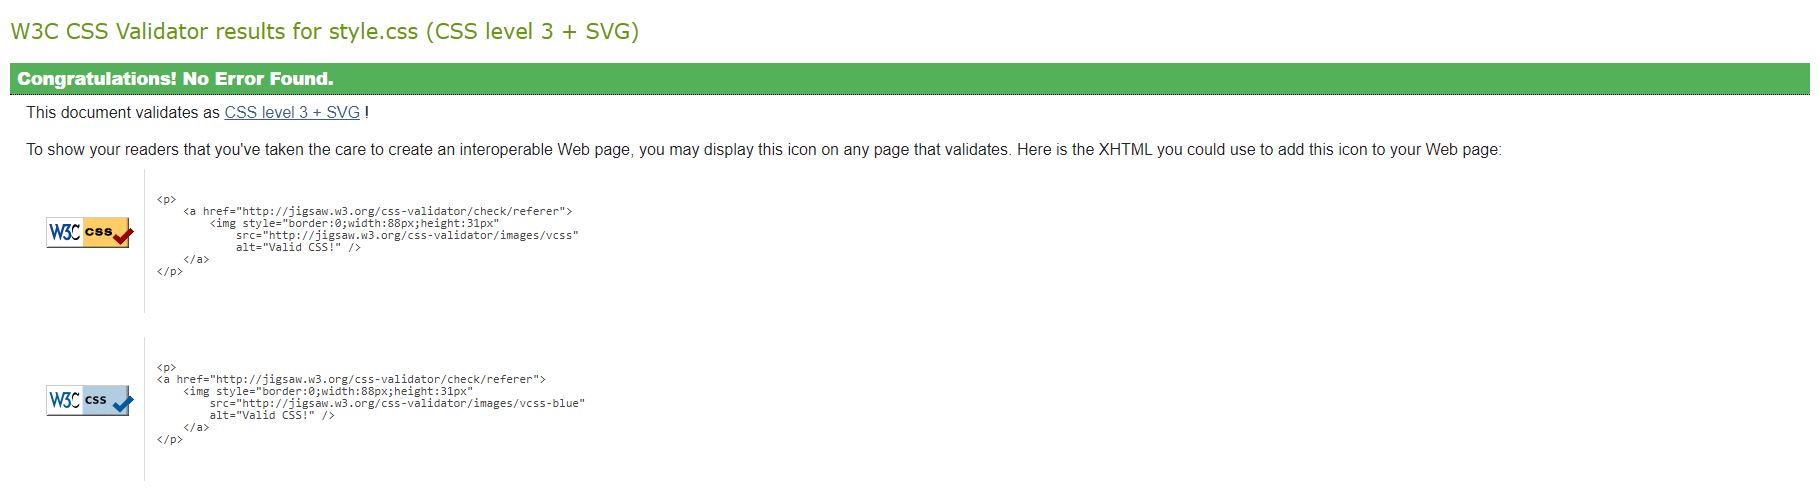 W3C CSS Validator results for style.css (CSS level 3 + SVG)
Congratulations! No Error Found.
This document validates as CSS level 3 + SVG !
To show your readers that you've taken the care to create an interoperable Web page, you may display this icon on any page that validates. Here is the XHTML you could use to add this icon to your Web page:
W3C css
<p>
    <a href="http://jigsaw.w3.org/css-validator/check/referer">
        <img style="border:0;width:88px;height:31px"
            src="http://jigsaw.w3.org/css-validator/images/vcss"
            alt="Valid CSS!" />
    </a>
</p>
W3C css
<p>
<a href="http://jigsaw.w3.org/css-validator/check/referer">
    <img style="border:0;width:88px;height:31px"
        src="http://jigsaw.w3.org/css-validator/images/vcss-blue"
        alt="Valid CSS!" />
    </a>
</p>